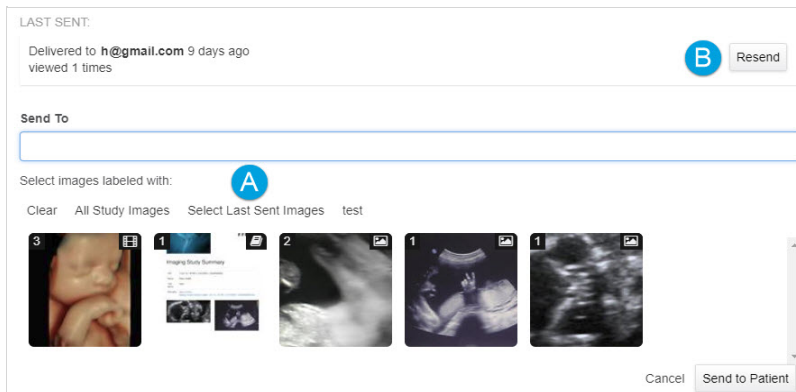 LAST SENT:
Delivered to h@gmail.com 9 days ago
viewed 1 times
B
Resend
Send To
Select images labeled with:
A
Clear All Study Images Select Last Sent Images test
3 1 2 1 1
Imaging Study Summary
Cancel Send to Patient